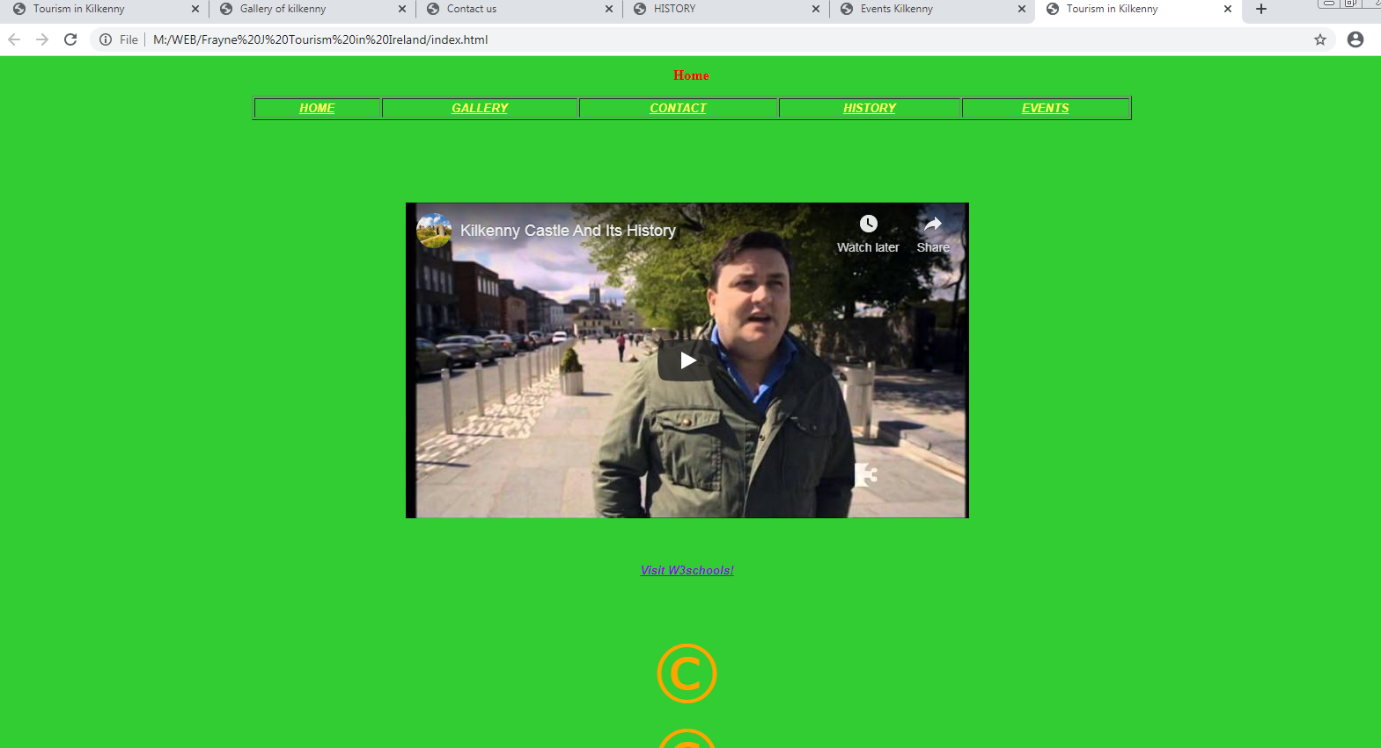 Tourism in Kilkenny
Gallery of kilkenny
Contact us
HISTORY
Events Kilkenny
Tourism in Kilkenny
File
M:/WEB/Frayne%20J%20Tourism%20in%20Ireland/index.html
Home
HOME
GALLERY
CONTACT
HISTORY
EVENTS
Kilkenny Castle And Its History
Watch later
Share
Visit W3schools!
©
©